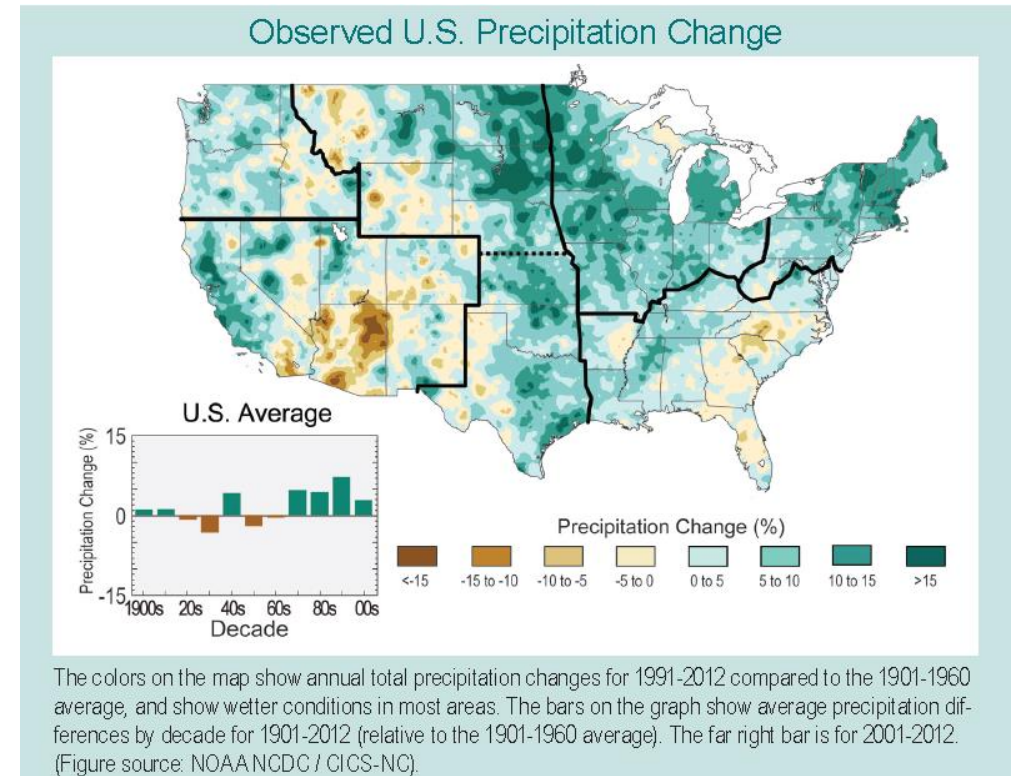 Observed U.S. Precipitation Change
U.S. Average
Precipitation Change (%)
15
0
-15
1900s 20s 40s 60s 80s 00s
Decade
Precipitation Change (%)
<-15 -15 to -10 -10 to -5 -5 to 0 0 to 5 5 to 10 10 to 15 >15
The colors on the map show annual total precipitation changes for 1991-2012 compared to the 1901-1960
average, and show wetter conditions in most areas. The bars on the graph show average precipitation dif-
ferences by decade for 1901-2012 (relative to the 1901-1960 average). The far right bar is for 2001-2012.
(Figure source: NOAA NCDC / CICS-NC).